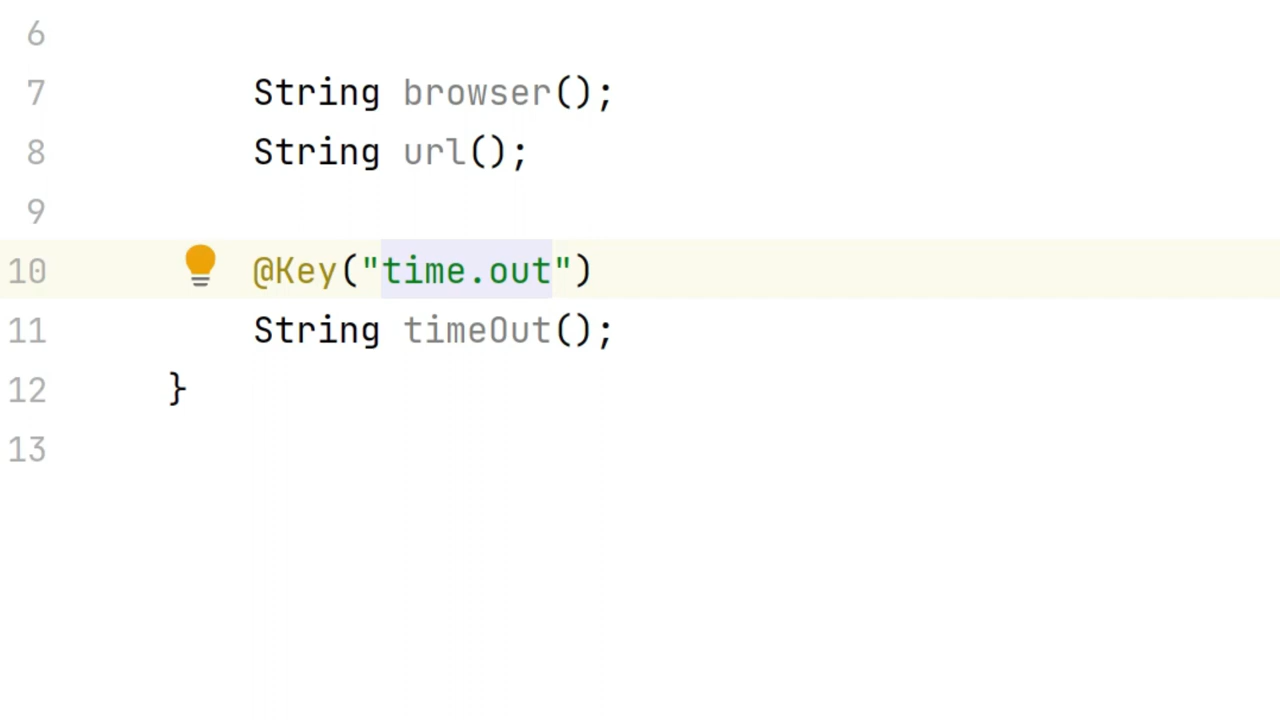 6
7 String browser();
8 String url();
9
10 @Key("time.out")
11 String timeOut();
12 }
13